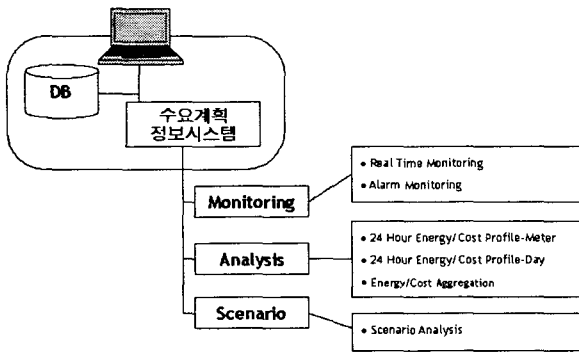 DB
수요계획
정보시스템
Monitoring
• Real Time Monitoring
• Alarm Monitoring
Analysis
• 24 Hour Energy/Cost Profile-Meter
• 24 Hour Energy/Cost Profile-Day
• Energy/Cost Aggregation
Scenario
• Scenario Analysis